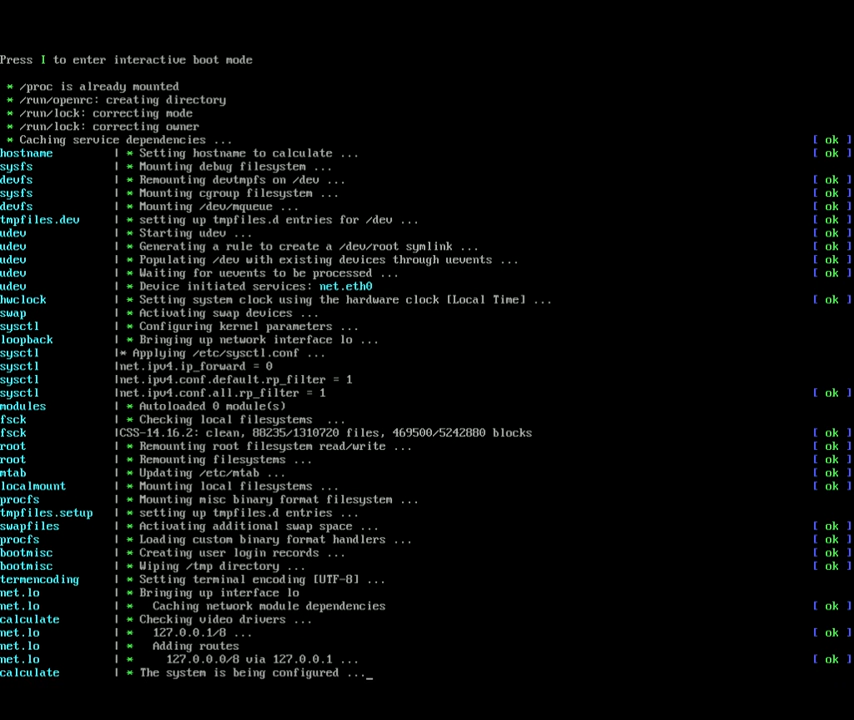 Press I to enter interactive boot mode
* /proc is already mounted
* /run/openrc: creating directory
* /run/lock: correcting mode
* /run/lock: correcting owner
* Caching service dependencies ... [ ok ]
hostname | * Setting hostname to calculate ... [ ok ]
sysfs | * Mounting debug filesystem ... [ ok ]
devfs | * Remounting devtmpfs on /dev ... [ ok ]
sysfs | * Mounting cgroup filesystem ... [ ok ]
devfs | * Mounting /dev/mqueue ... [ ok ]
tmpfiles.dev | * setting up tmpfiles.d entries for /dev ... [ ok ]
udev | * Starting udev ... [ ok ]
udev | * Generating a rule to create a /dev/root symlink ... [ ok ]
udev | * Populating /dev with existing devices through uevents ... [ ok ]
udev | * Waiting for uevents to be processed ... [ ok ]
udev | * Device initiated services: net.eth0
hwclock | * Setting system clock using the hardware clock [Local Time] ... [ ok ]
swap | * Activating swap devices ...
sysctl | * Configuring kernel parameters ...
loopback | * Bringing up network interface lo ...
sysctl |* Applying /etc/sysctl.conf ...
sysctl |net.ipv4.ip_forward = 0
sysctl |net.ipv4.conf.default.rp_filter = 1
sysctl |net.ipv4.conf.all.rp_filter = 1 [ ok ]
modules | * Autoloaded 0 module(s)
fsck | * Checking local filesystems  ...
fsck |CSS-14.16.2: clean, 88235/1310720 files, 469500/5242880 blocks [ ok ]
root | * Remounting root filesystem read/write ... [ ok ]
root | * Remounting filesystems ... [ ok ]
mtab | * Updating /etc/mtab ... [ ok ]
localmount | * Mounting local filesystems ... [ ok ]
procfs | * Mounting misc binary format filesystem ...
tmpfiles.setup | * setting up tmpfiles.d entries ...
swapfiles | * Activating additional swap space ... [ ok ]
procfs | * Loading custom binary format handlers ... [ ok ]
bootmisc | * Creating user login records ... [ ok ]
bootmisc | * Wiping /tmp directory ... [ ok ]
termencoding | * Setting terminal encoding [UTF-8] ...
net.lo | * Bringing up interface lo
net.lo | *   Caching network module dependencies [ ok ]
calculate | * Checking video drivers ...
net.lo | *   127.0.0.1/8 ... [ ok ]
net.lo | *   Adding routes
net.lo | *     127.0.0.0/8 via 127.0.0.1 ... [ ok ]
calculate | * The system is being configured ..._